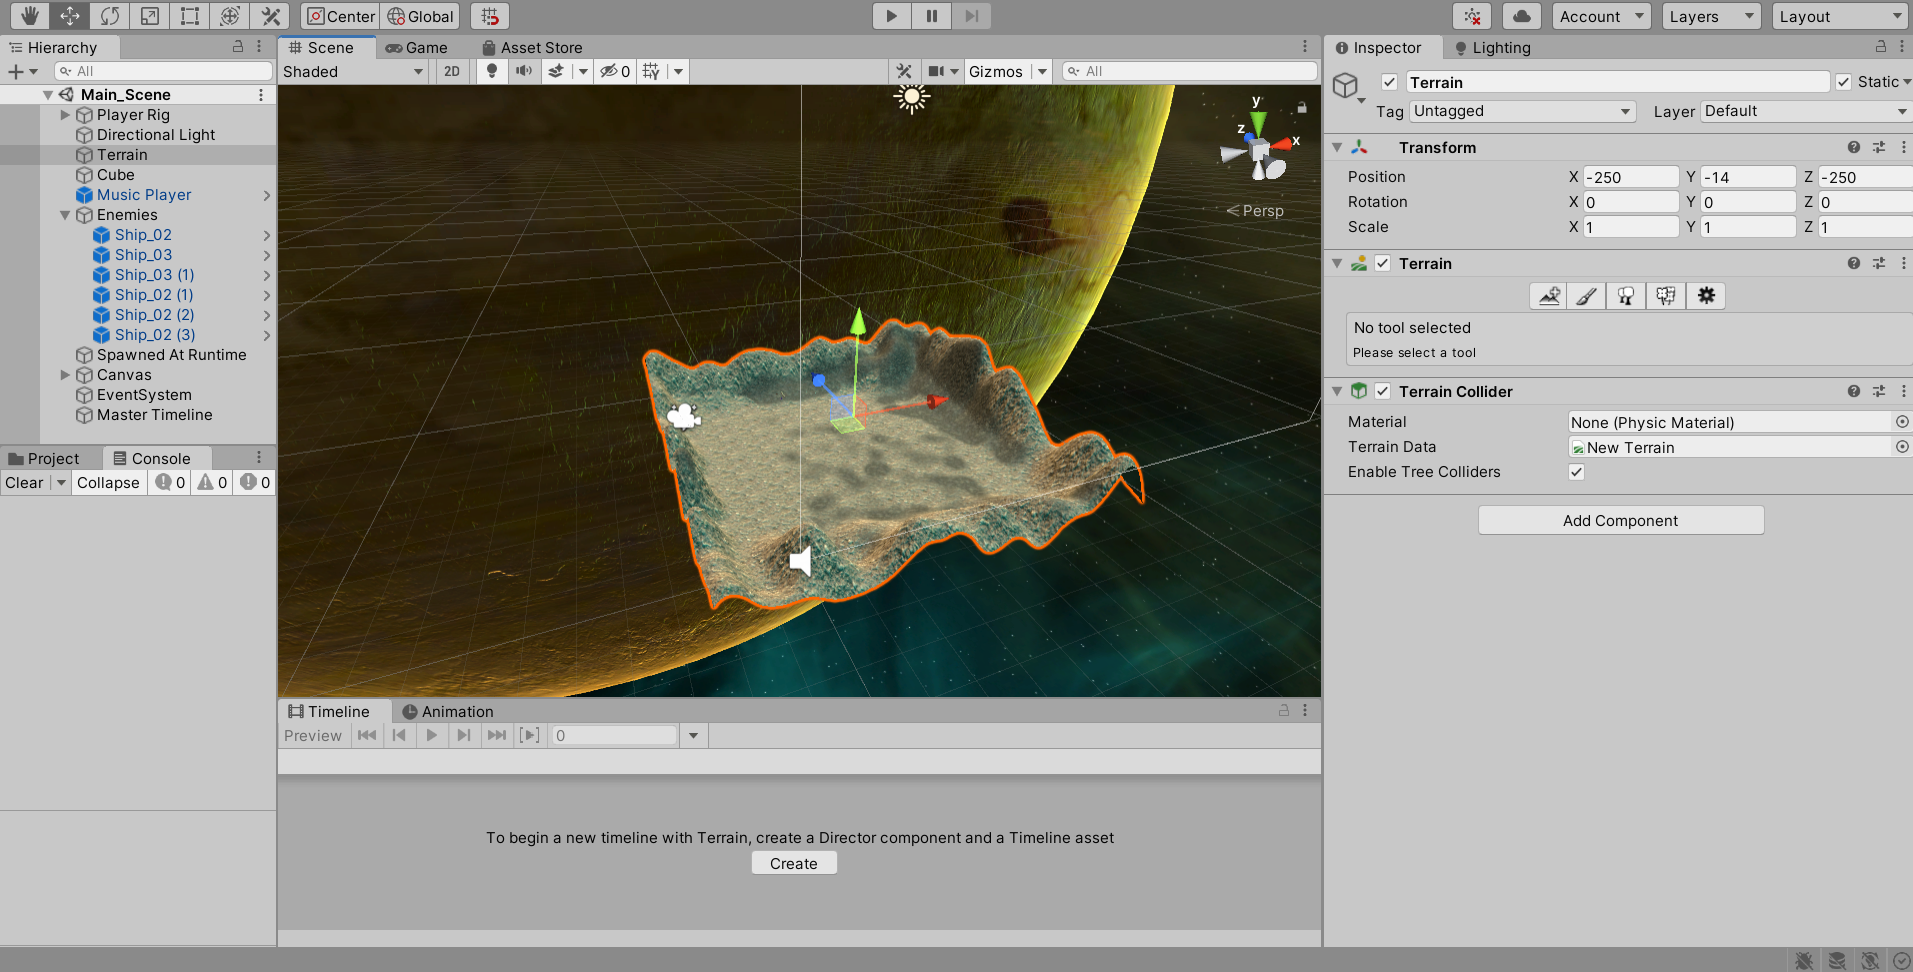 Center Global Account Layers Layout
Hierarchy
All
Main_Scene
Player Rig
Directional Light
Terrain
Cube
Music Player
Enemies
Ship_02
Ship_03
Ship_03 (1)
Ship_02 (1)
Ship_02 (2)
Ship_02 (3)
Spawned At Runtime
Canvas
EventSystem
Master Timeline
Project Console
Clear Collapse 0 0 0
Scene Game Asset Store
Shaded 2D 0 Gizmos All
y
z x
Persp
Timeline Animation
Preview 0
To begin a new timeline with Terrain, create a Director component and a Timeline asset
Create
Inspector Lighting
Terrain Static
Tag Untagged Layer Default
Transform
Position X -250 Y -14 Z -250
Rotation X 0 Y 0 Z 0
Scale X 1 Y 1 Z 1
Terrain
No tool selected
Please select a tool
Terrain Collider
Material None (Physic Material)
Terrain Data New Terrain
Enable Tree Colliders
Add Component